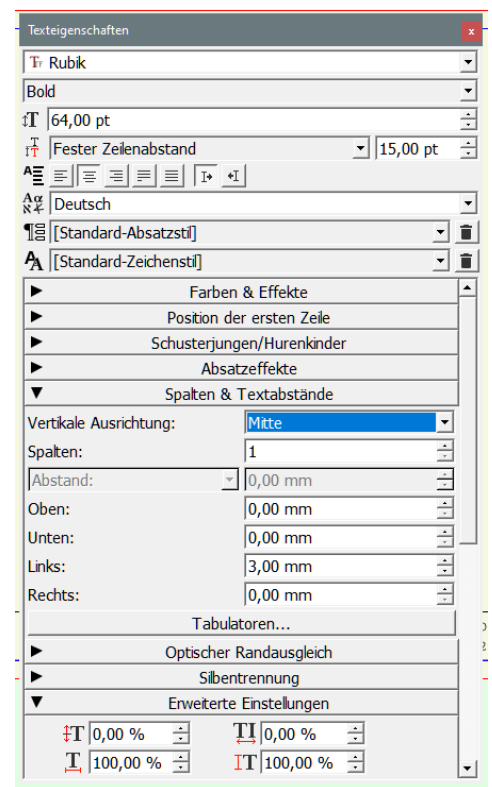 Texteigenschaften
x
Rubik
Bold
64,00 pt
Fester Zeilenabstand 15,00 pt
Deutsch
[Standard-Absatzstil]
[Standard-Zeichenstil]
Farben & Effekte
Position der ersten Zeile
Schusterjungen/Hurenkinder
Absatzeffekte
Spalten & Textabstände
Vertikale Ausrichtung: Mitte
Spalten: 1
Abstand: 0,00 mm
Oben: 0,00 mm
Unten: 0,00 mm
Links: 3,00 mm
Rechts: 0,00 mm
Tabulatoren...
Optischer Randausgleich
Silbentrennung
Erweiterte Einstellungen
0,00 % 0,00 %
100,00 % 100,00 %